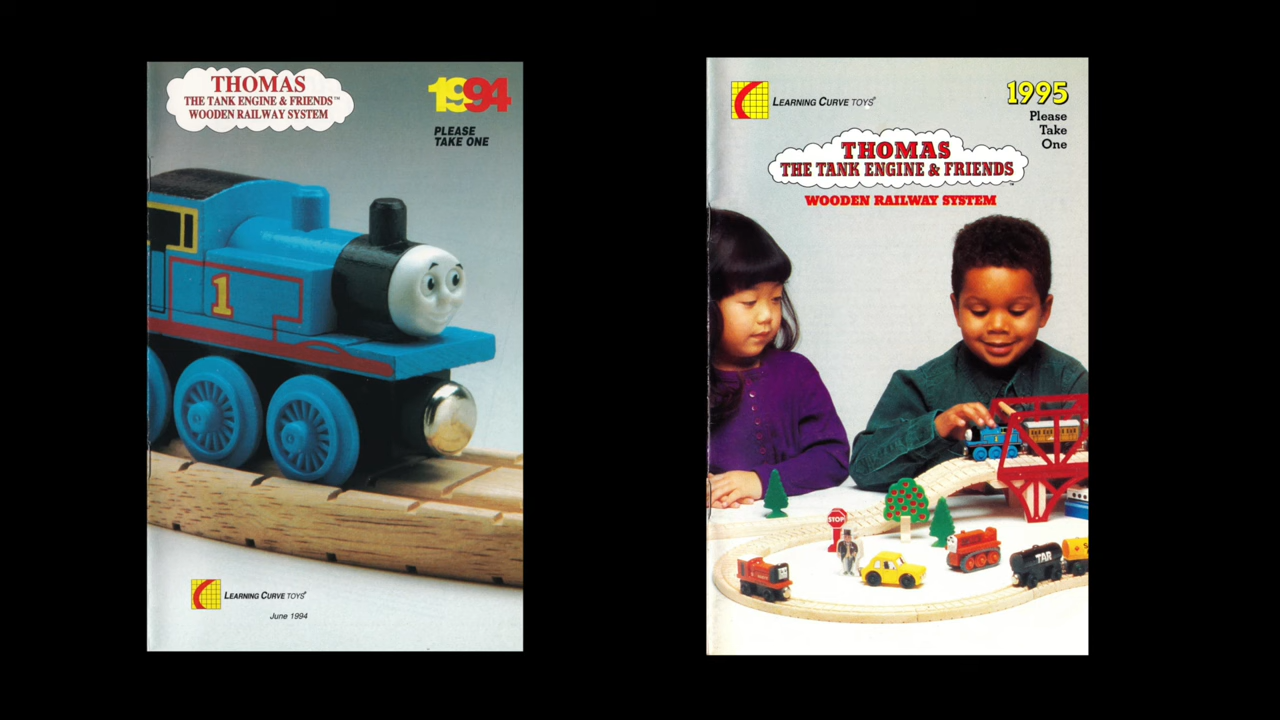 THOMAS
THE TANK ENGINE & FRIENDS™
WOODEN RAILWAY SYSTEM
1994
PLEASE
TAKE ONE
1
LEARNING CURVE TOYS®
June 1994
LEARNING CURVE TOYS®
1995
Please
Take
One
THOMAS
THE TANK ENGINE & FRIENDS™
WOODEN RAILWAY SYSTEM
STOP
TAR